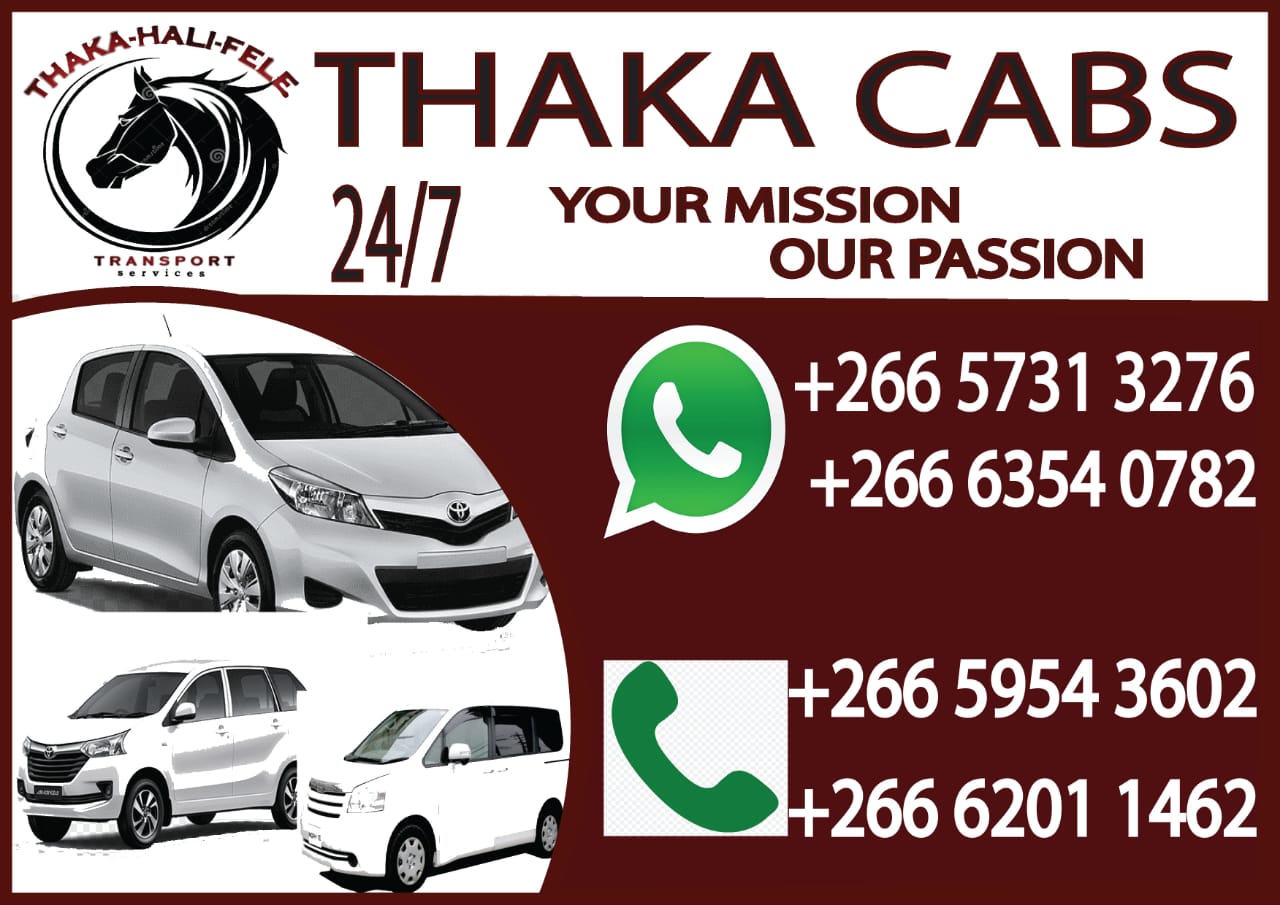 THAKA-HALI-FELE
TRANSPORT
services
THAKA CABS
24/7
YOUR MISSION
OUR PASSION
+266 5731 3276
+266 6354 0782
+266 5954 3602
+266 6201 1462